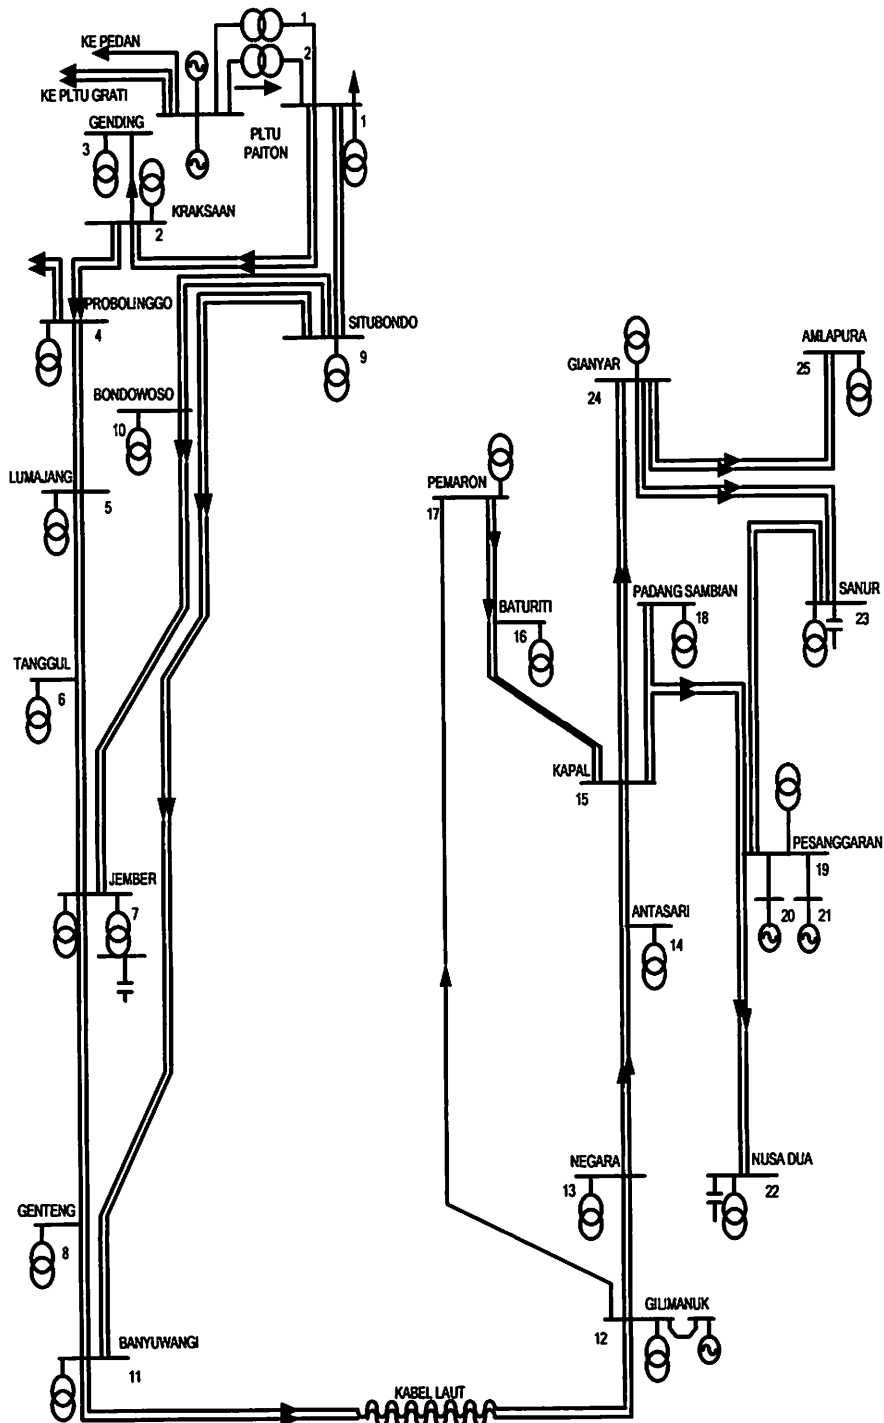 1
KE PEDAN
2
KE PLTU GRATI
GENDING
3
PLTU
PAITON
1
KRAKSAAN
2
PROBOLINGGO
4
SITUBONDO
9
BONDOWOSO
10
GIANYAR
24
AMLAPURA
25
LUMAJANG
5
PEMARON
17
BATURITI
16
PADANG SAMBIAN
18
SANUR
23
TANGGUL
6
KAPAL
15
PESANGGARAN
19
20
21
JEMBER
7
ANTASARI
14
NEGARA
13
NUSA DUA
22
GENTENG
8
GILIMANUK
12
BANYUWANGI
11
KABEL LAUT